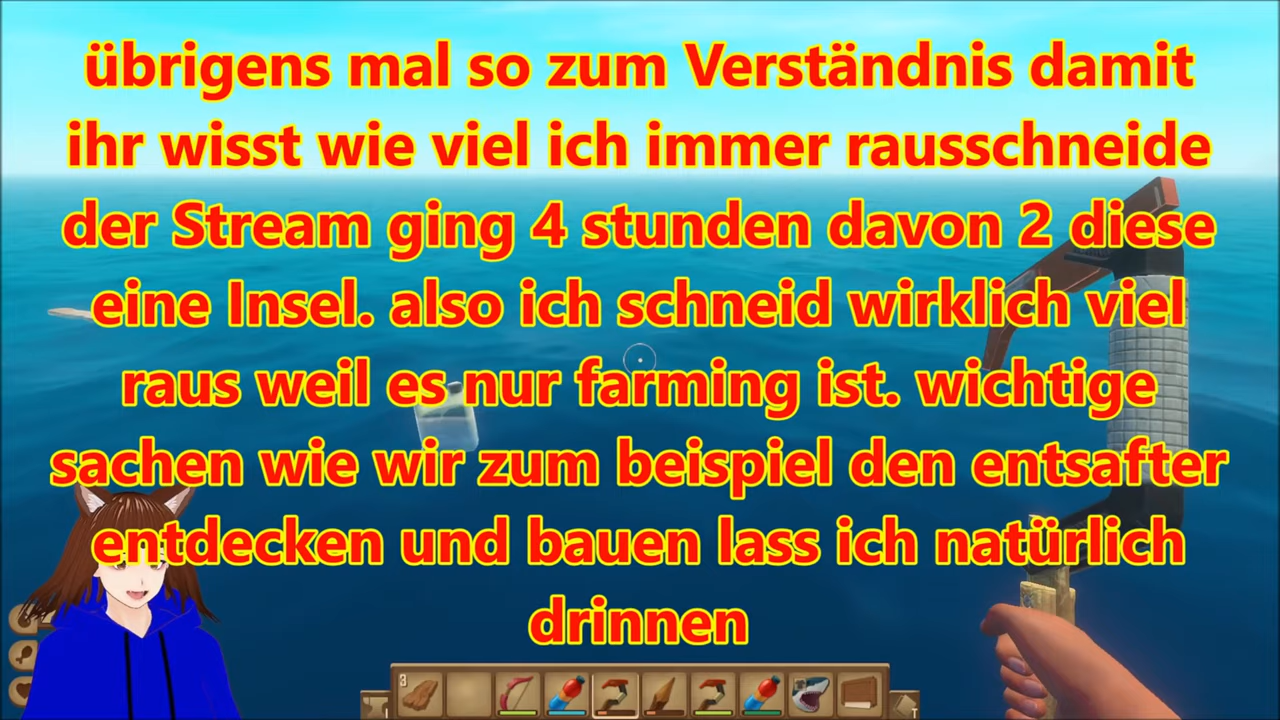 übrigens mal so zum Verständnis damit
ihr wisst wie viel ich immer rausschneide
der Stream ging 4 stunden davon 2 diese
eine Insel. also ich schneid wirklich viel
raus weil es nur farming ist. wichtige
sachen wie wir zum beispiel den entsafter
entdecken und bauen lass ich natürlich
drinnen
3
T